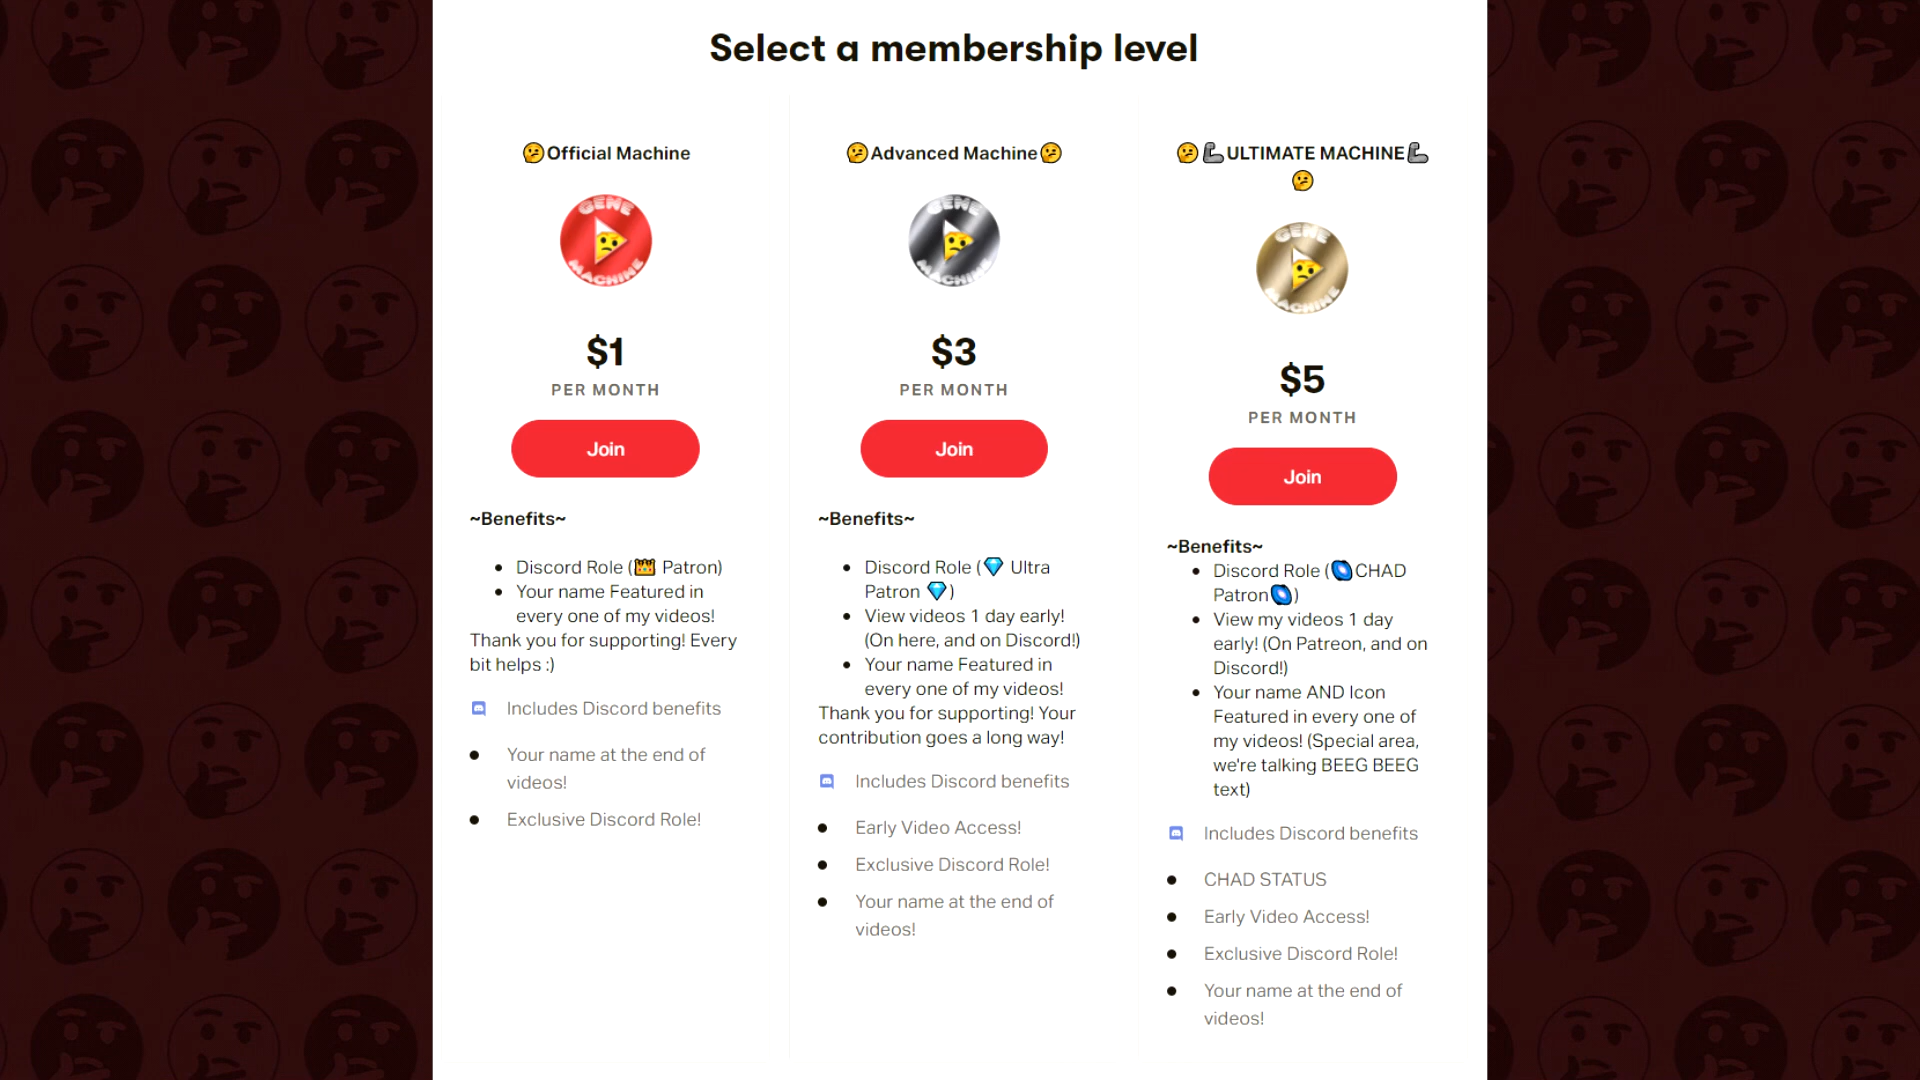 Select a membership level
🤔Official Machine
GENE
MACHINE
$1
PER MONTH
Join
~Benefits~
• Discord Role (👑 Patron)
• Your name Featured in
every one of my videos!
Thank you for supporting! Every
bit helps :)
Includes Discord benefits
• Your name at the end of
videos!
• Exclusive Discord Role!
🤔Advanced Machine🤔
GENE
MACHINE
$3
PER MONTH
Join
~Benefits~
• Discord Role (💎 Ultra
Patron 💎)
• View videos 1 day early!
(On here, and on Discord!)
• Your name Featured in
every one of my videos!
Thank you for supporting! Your
contribution goes a long way!
Includes Discord benefits
• Early Video Access!
• Exclusive Discord Role!
• Your name at the end of
videos!
🤔🦾ULTIMATE MACHINE🦾
🤔
GENE
MACHINE
$5
PER MONTH
Join
~Benefits~
• Discord Role (🌀CHAD
Patron🌀)
• View my videos 1 day
early! (On Patreon, and on
Discord!)
• Your name AND Icon
Featured in every one of
my videos! (Special area,
we're talking BEEG BEEG
text)
Includes Discord benefits
• CHAD STATUS
• Early Video Access!
• Exclusive Discord Role!
• Your name at the end of
videos!